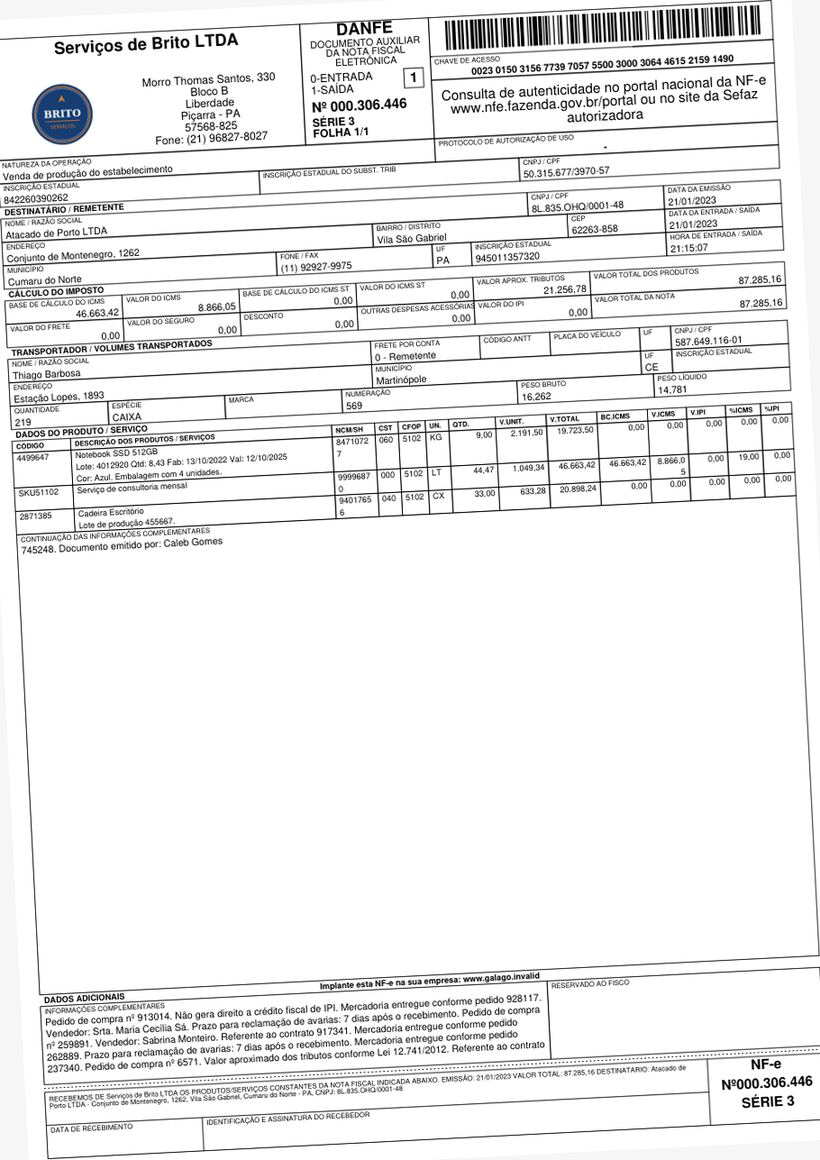 Serviços de Brito LTDA
BRITO
SERVIÇOS
Morro Thomas Santos, 330
Bloco B
Liberdade
Piçarra - PA
57568-825
Fone: (21) 96827-8027
DANFE
DOCUMENTO AUXILIAR
DA NOTA FISCAL
ELETRÔNICA
0-ENTRADA
1-SAÍDA
1
Nº 000.306.446
SÉRIE 3
FOLHA 1/1
CHAVE DE ACESSO
0023 0150 3156 7739 7057 5500 3000 3064 4615 2159 1490
Consulta de autenticidade no portal nacional da NF-e
www.nfe.fazenda.gov.br/portal ou no site da Sefaz
autorizadora
PROTOCOLO DE AUTORIZAÇÃO DE USO
-
NATUREZA DA OPERAÇÃO
Venda de produção do estabelecimento
INSCRIÇÃO ESTADUAL
842260390262
INSCRIÇÃO ESTADUAL DO SUBST. TRIB
CNPJ / CPF
50.315.677/3970-57
DESTINATÁRIO / REMETENTE
NOME / RAZÃO SOCIAL
Atacado de Porto LTDA
CNPJ / CPF
8L.835.OHQ/0001-48
DATA DA EMISSÃO
21/01/2023
ENDEREÇO
Conjunto de Montenegro, 1262
BAIRRO / DISTRITO
Vila São Gabriel
CEP
62263-858
DATA DA ENTRADA / SAÍDA
21/01/2023
MUNICÍPIO
Cumaru do Norte
FONE / FAX
(11) 92927-9975
UF
PA
INSCRIÇÃO ESTADUAL
945011357320
HORA DE ENTRADA / SAÍDA
21:15:07
CÁLCULO DO IMPOSTO
BASE DE CÁLCULO DO ICMS
46.663,42
VALOR DO ICMS
8.866,05
BASE DE CÁLCULO DO ICMS ST
0,00
VALOR DO ICMS ST
0,00
VALOR APROX. TRIBUTOS
21.256,78
VALOR TOTAL DOS PRODUTOS
87.285,16
VALOR DO FRETE
0,00
VALOR DO SEGURO
0,00
DESCONTO
0,00
OUTRAS DESPESAS ACESSÓRIAS
0,00
VALOR DO IPI
0,00
VALOR TOTAL DA NOTA
87.285,16
TRANSPORTADOR / VOLUMES TRANSPORTADOS
NOME / RAZÃO SOCIAL
Thiago Barbosa
FRETE POR CONTA
0 - Remetente
CÓDIGO ANTT
PLACA DO VEÍCULO
UF
CNPJ / CPF
587.649.116-01
ENDEREÇO
Estação Lopes, 1893
MUNICÍPIO
Martinópole
UF
CE
INSCRIÇÃO ESTADUAL
QUANTIDADE
219
ESPÉCIE
CAIXA
MARCA
NUMERAÇÃO
569
PESO BRUTO
16,262
PESO LÍQUIDO
14,781
DADOS DO PRODUTO / SERVIÇO
CÓDIGO DESCRIÇÃO DOS PRODUTOS / SERVIÇOS NCM/SH CST CFOP UN. QTD. V.UNIT. V.TOTAL BC.ICMS V.ICMS V.IPI %ICMS %IPI
4499647 Notebook SSD 512GB 8471072 060 5102 KG 9,00 2.191,50 19.723,50 0,00 0,00 0,00 0,00 0,00
Lote: 4012920 Qtd: 8,43 Fab: 13/10/2022 Val: 12/10/2025 7
Cor: Azul. Embalagem com 4 unidades.
SKU51102 Serviço de consultoria mensal 9999687 000 5102 LT 44,47 1.049,34 46.663,42 46.663,42 8.866,0 0,00 19,00 0,00
0 5
2871385 Cadeira Escritório 9401765 040 5102 CX 33,00 633,28 20.898,24 0,00 0,00 0,00 0,00 0,00
Lote de produção 455667. 6
CONTINUAÇÃO DAS INFORMAÇÕES COMPLEMENTARES
745248. Documento emitido por: Caleb Gomes
Implante esta NF-e na sua empresa: www.galago.invalid
DADOS ADICIONAIS
INFORMAÇÕES COMPLEMENTARES
Pedido de compra nº 913014. Não gera direito a crédito fiscal de IPI. Mercadoria entregue conforme pedido 928117.
Vendedor: Srta. Maria Cecília Sá. Prazo para reclamação de avarias: 7 dias após o recebimento. Pedido de compra
nº 259891. Vendedor: Sabrina Monteiro. Referente ao contrato 917341. Mercadoria entregue conforme pedido
262889. Prazo para reclamação de avarias: 7 dias após o recebimento. Mercadoria entregue conforme pedido
237340. Pedido de compra nº 6571. Valor aproximado dos tributos conforme Lei 12.741/2012. Referente ao contrato
RESERVADO AO FISCO
RECEBEMOS DE Serviços de Brito LTDA OS PRODUTOS/SERVIÇOS CONSTANTES DA NOTA FISCAL INDICADA ABAIXO. EMISSÃO: 21/01/2023 VALOR TOTAL: 87.285,16 DESTINATÁRIO: Atacado de
Porto LTDA - Conjunto de Montenegro, 1262, Vila São Gabriel, Cumaru do Norte - PA, CNPJ: 8L.835.OHQ/0001-48
DATA DE RECEBIMENTO
IDENTIFICAÇÃO E ASSINATURA DO RECEBEDOR
NF-e
Nº000.306.446
SÉRIE 3